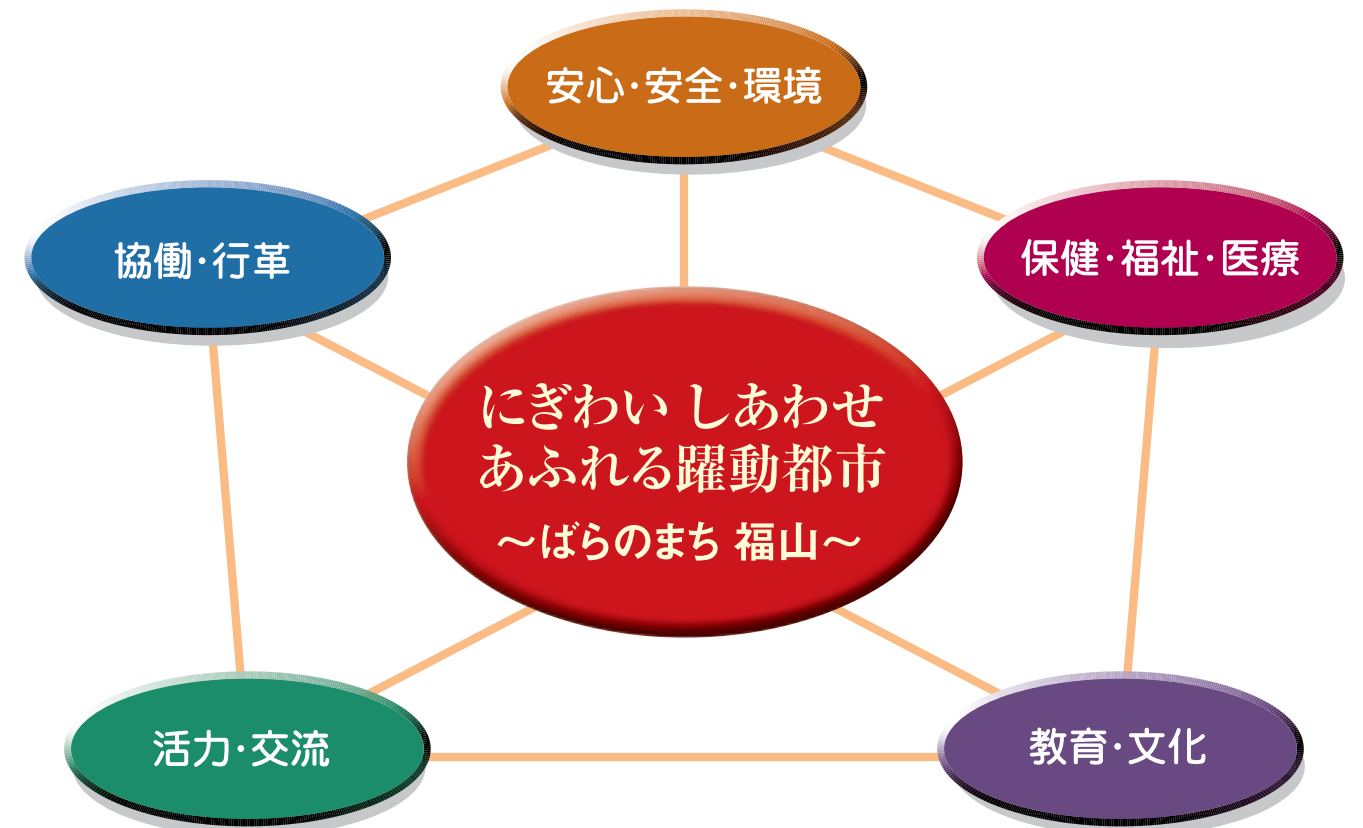 安心・安全・環境
協働・行革
保健・福祉・医療
にぎわい しあわせ
あふれる躍動都市
～ばらのまち 福山～
活力・交流
教育・文化